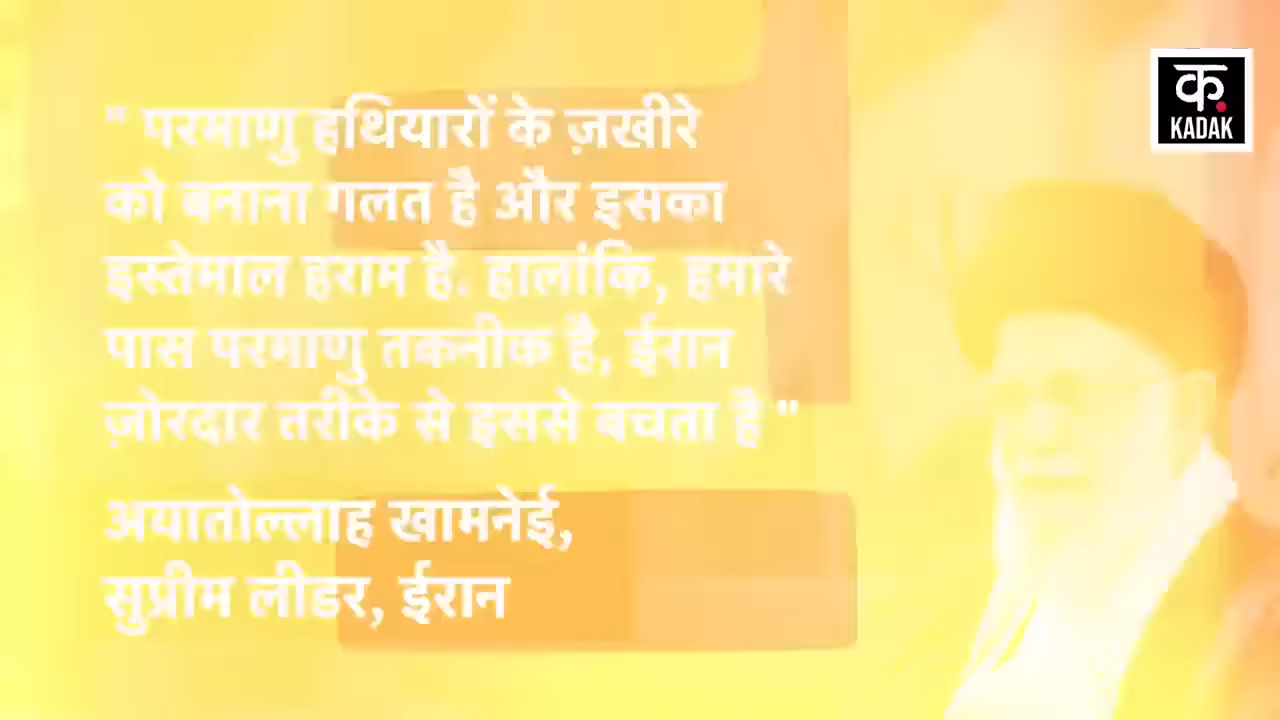 " परमाणु हथियारों के ज़खीरे
को बनाना गलत है और इसका
इस्तेमाल हराम है. हालांकि, हमारे
पास परमाणु तकनीक है, ईरान
ज़ोरदार तरीके से इससे बचता है "
अयातोल्लाह खामनेई,
सुप्रीम लीडर, ईरान
क
KADAK